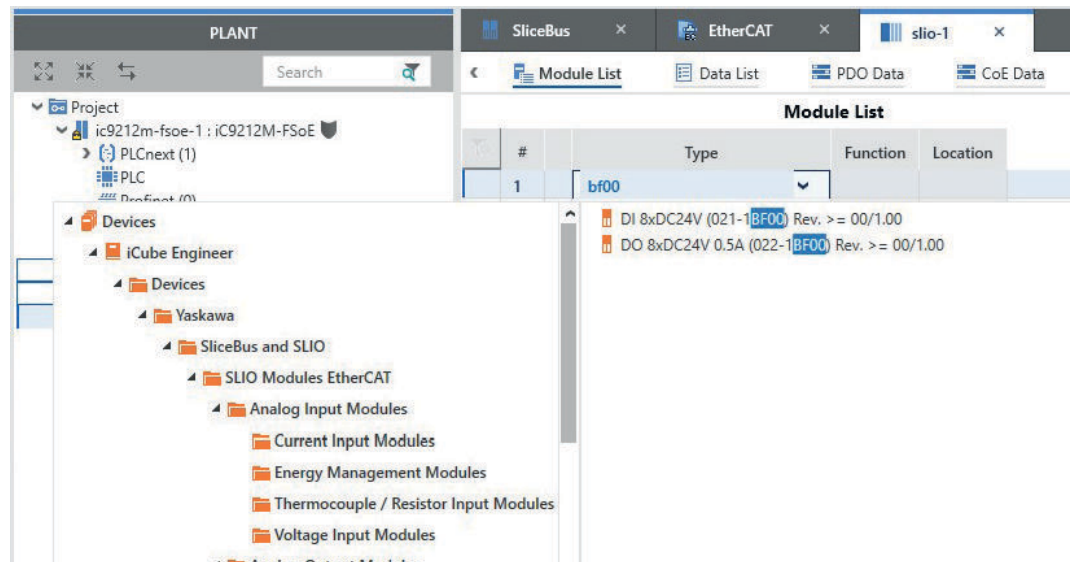 PLANT
Search
Project
ic9212m-fsoe-1 : iC9212M-FSoE
PLCnext (1)
PLC
Profinet (0)
SliceBus ×
EtherCAT ×
slio-1 ×
Module List
Data List
PDO Data
CoE Data
Module List
# Type Function Location
1 bf00
Devices
iCube Engineer
Devices
Yaskawa
SliceBus and SLIO
SLIO Modules EtherCAT
Analog Input Modules
Current Input Modules
Energy Management Modules
Thermocouple / Resistor Input Modules
Voltage Input Modules
DI 8xDC24V (021-1BF00) Rev. >= 00/1.00
DO 8xDC24V 0.5A (022-1BF00) Rev. >= 00/1.00